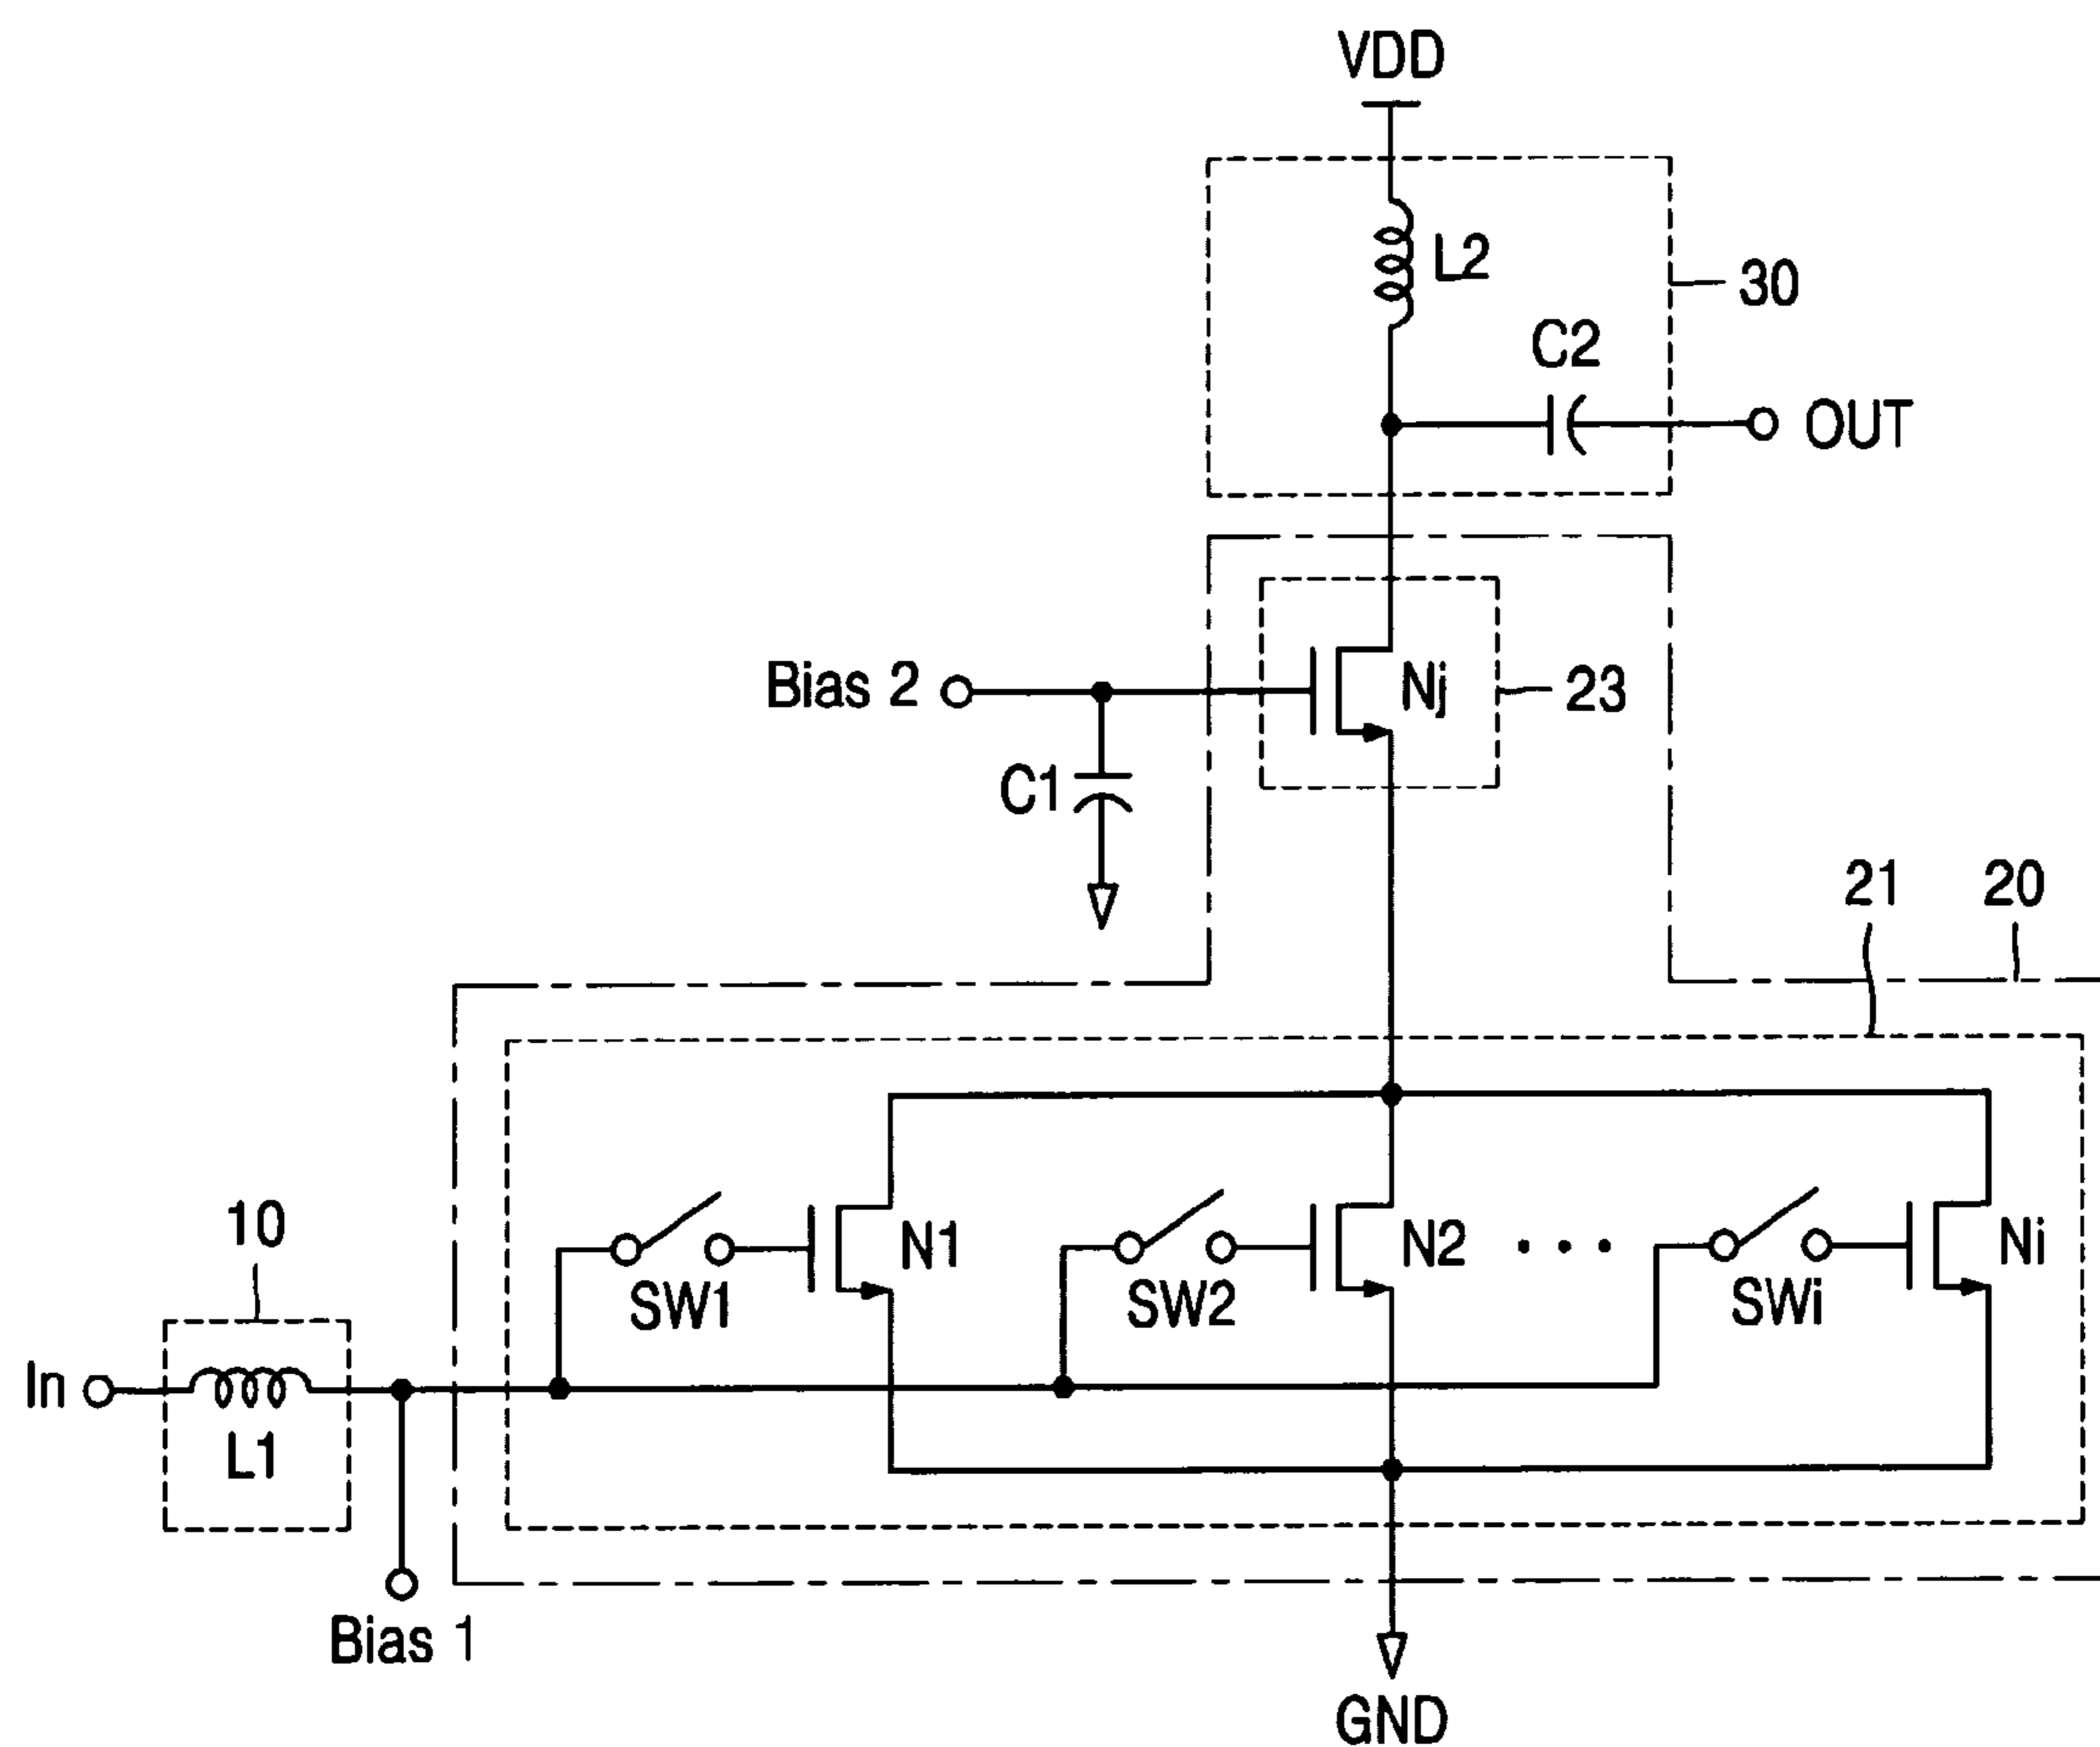 VDD
L2
30
C2
OUT
Bias 2
Nj
23
C1
21
20
10
N1
N2
Ni
SW1
SW2
SWi
In
L1
Bias 1
GND